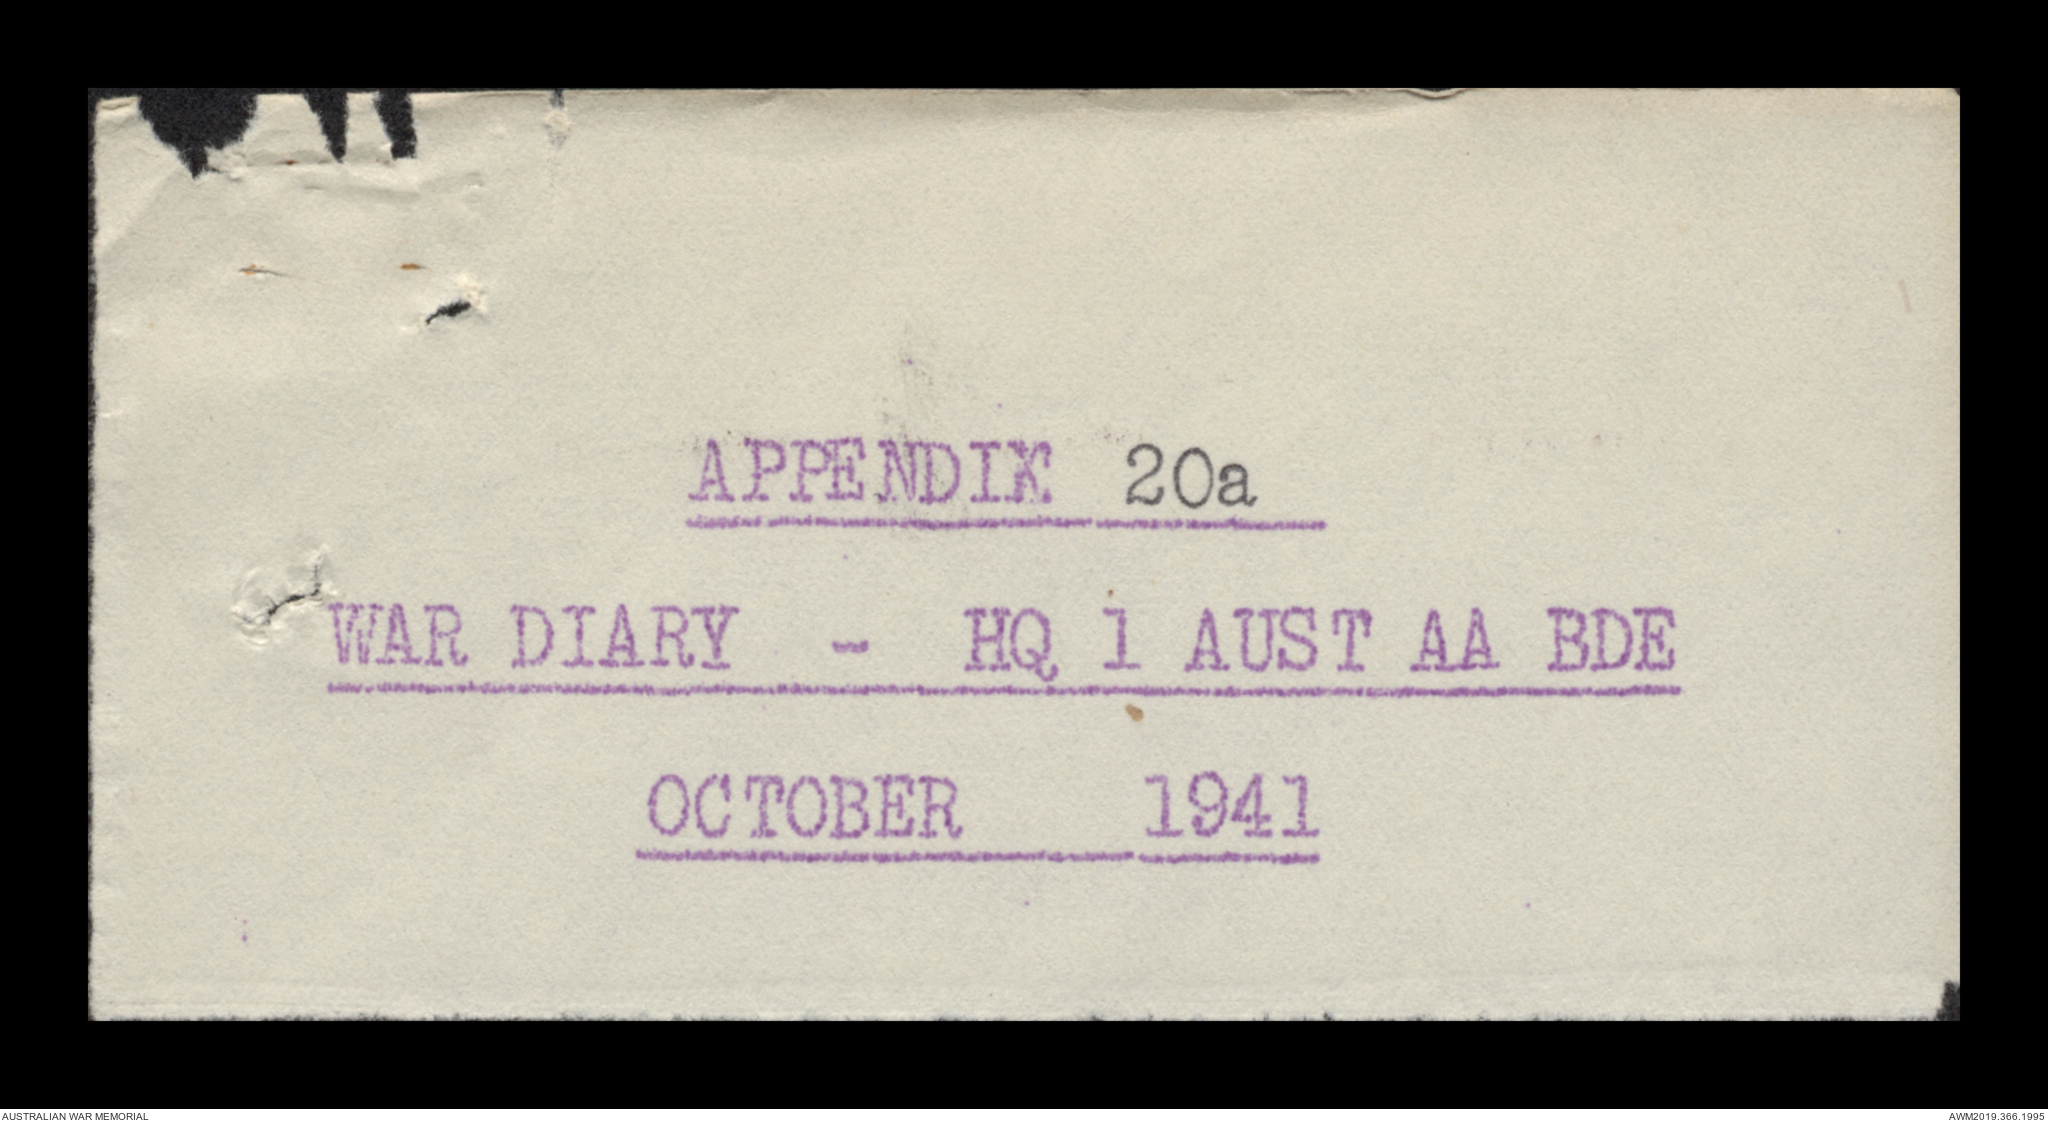 APPENDIX 20a
WAR DIARY - HQ 1 AUST AA BDE
OCTOBER 1941
AUSTRALIAN WAR MEMORIAL
AWM2019.366.1995